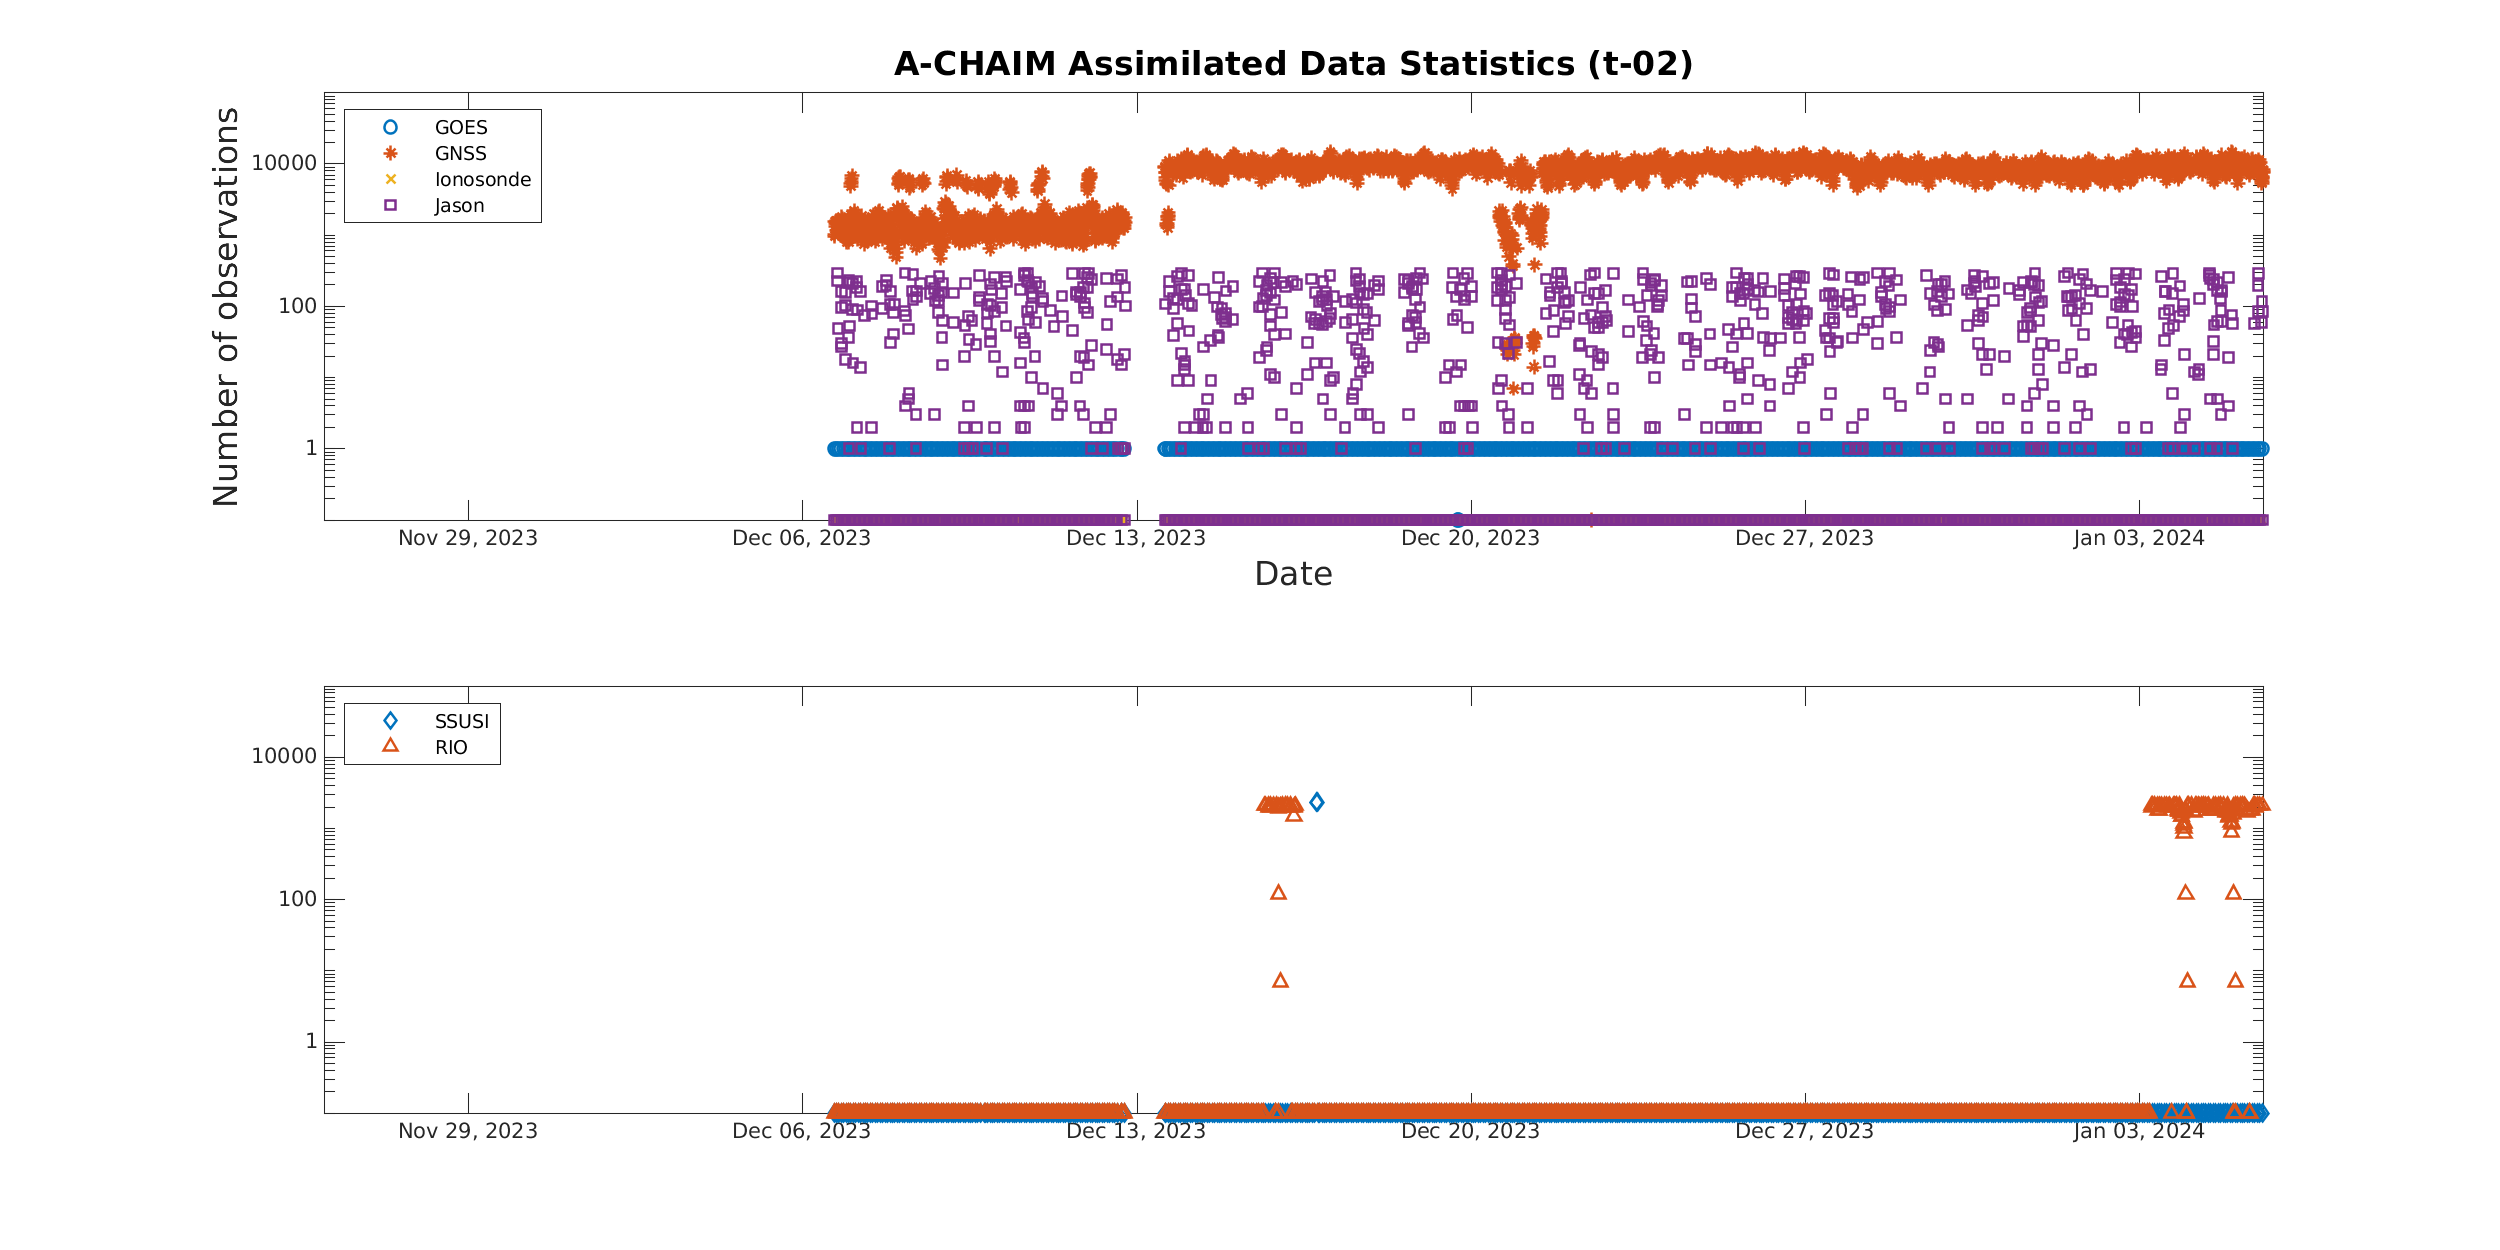 A-CHAIM Assimilated Data Statistics (t-02)
Number of observations
10000
100
1
GOES
GNSS
Ionosonde
Jason
Nov 29, 2023
Dec 06, 2023
Dec 13, 2023
Dec 20, 2023
Dec 27, 2023
Jan 03, 2024
Date
10000
100
1
SSUSI
RIO
Nov 29, 2023
Dec 06, 2023
Dec 13, 2023
Dec 20, 2023
Dec 27, 2023
Jan 03, 2024